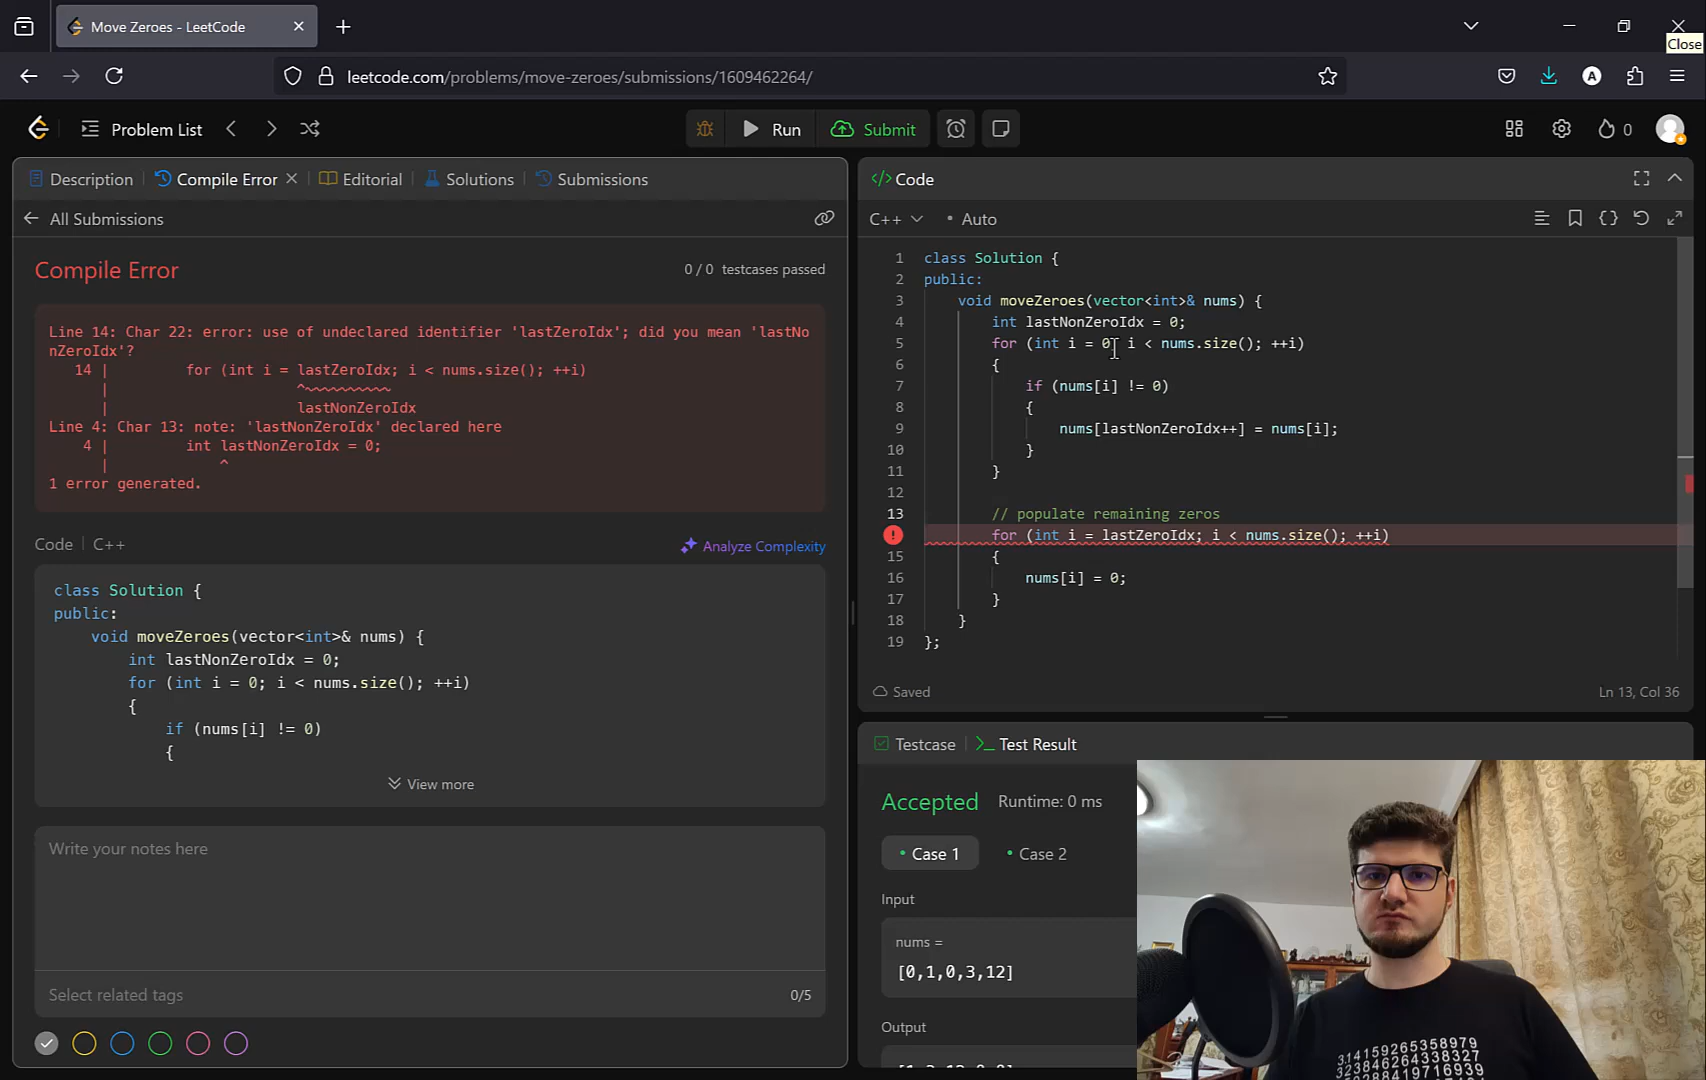 Move Zeroes - LeetCode
Close
leetcode.com/problems/move-zeroes/submissions/1609462264/
A
Problem List
Run
Submit
0
Description
Compile Error
Editorial
Solutions
Submissions
All Submissions
Compile Error
0 / 0 testcases passed
Line 14: Char 22: error: use of undeclared identifier 'lastZeroIdx'; did you mean 'lastNo
nZeroIdx'?
14 | for (int i = lastZeroIdx; i < nums.size(); ++i)
| ^~~~~~~~~~~
| lastNonZeroIdx
Line 4: Char 13: note: 'lastNonZeroIdx' declared here
4 | int lastNonZeroIdx = 0;
| ^
1 error generated.
Code | C++
Analyze Complexity
class Solution {
public:
void moveZeroes(vector<int>& nums) {
int lastNonZeroIdx = 0;
for (int i = 0; i < nums.size(); ++i)
{
if (nums[i] != 0)
{
View more
Write your notes here
Select related tags
0/5
</> Code
C++
Auto
1 class Solution {
2 public:
3 void moveZeroes(vector<int>& nums) {
4 int lastNonZeroIdx = 0;
5 for (int i = 0 i < nums.size(); ++i)
6 {
7 if (nums[i] != 0)
8 {
9 nums[lastNonZeroIdx++] = nums[i];
10 }
11 }
12
13 // populate remaining zeros
for (int i = lastZeroIdx; i < nums.size(); ++i)
15 {
16 nums[i] = 0;
17 }
18 }
19 };
Saved
Ln 13, Col 36
Testcase
Test Result
Accepted
Runtime: 0 ms
Case 1
Case 2
Input
nums =
[0,1,0,3,12]
Output
3.14159265358979
323846264338327